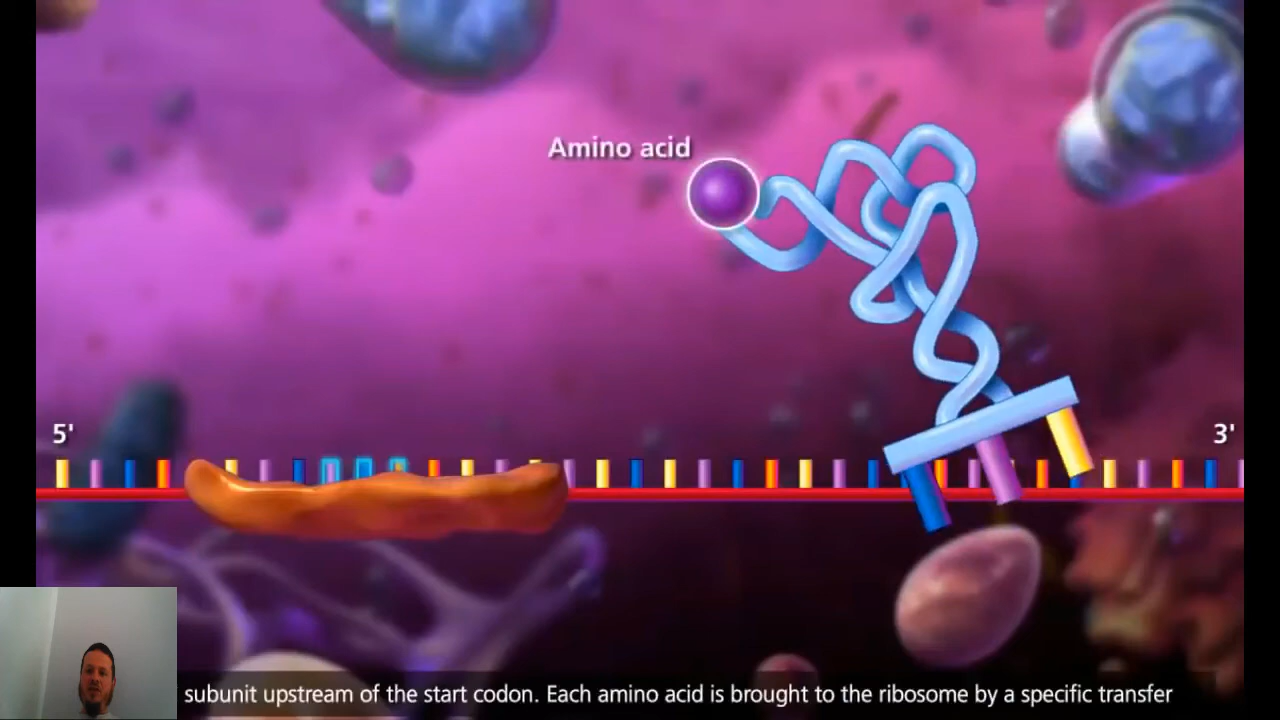 Amino acid
5'
3'
subunit upstream of the start codon. Each amino acid is brought to the ribosome by a specific transfer